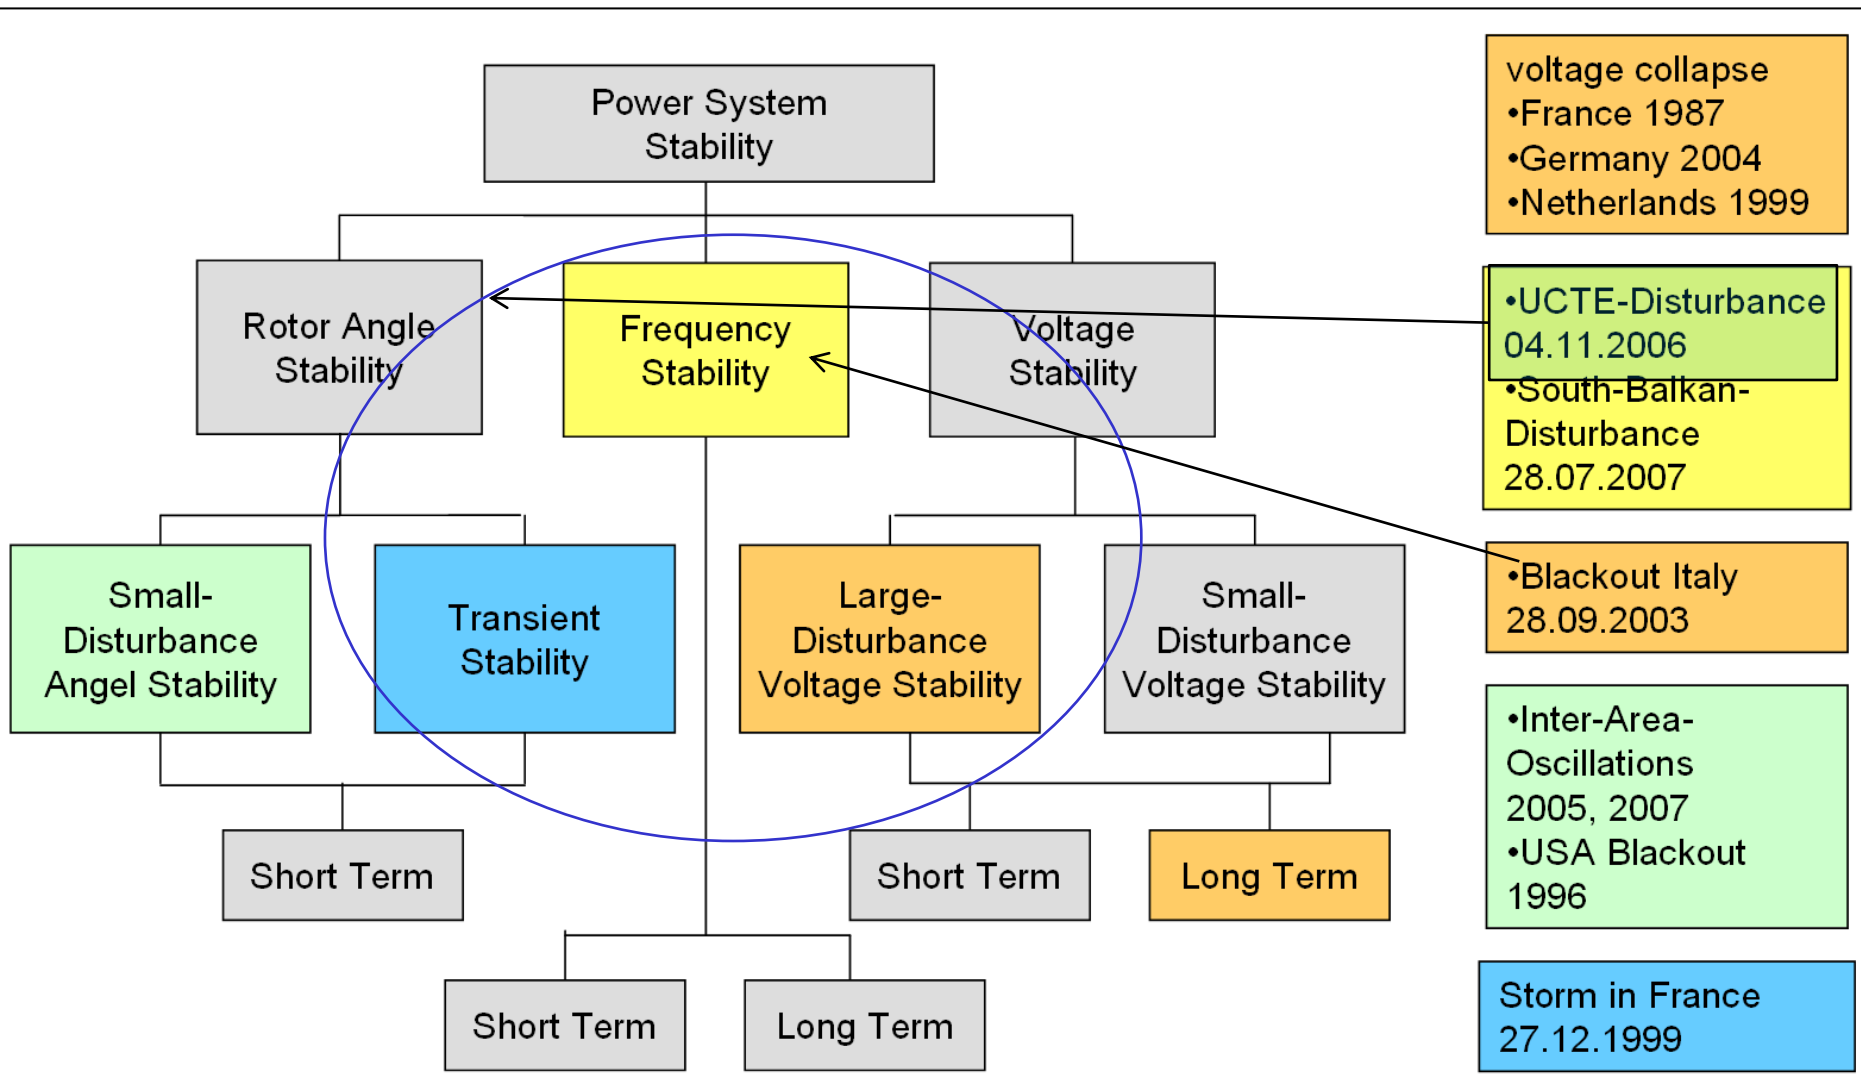 Power System
Stability
Rotor Angle
Stability
Frequency
Stability
Voltage
Stability
Small-
Disturbance
Angel Stability
Transient
Stability
Large-
Disturbance
Voltage Stability
Small-
Disturbance
Voltage Stability
Short Term
Short Term
Long Term
Short Term
Long Term
voltage collapse
•France 1987
•Germany 2004
•Netherlands 1999
•UCTE-Disturbance
04.11.2006
•South-Balkan-
Disturbance
28.07.2007
•Blackout Italy
28.09.2003
•Inter-Area-
Oscillations
2005, 2007
•USA Blackout
1996
Storm in France
27.12.1999